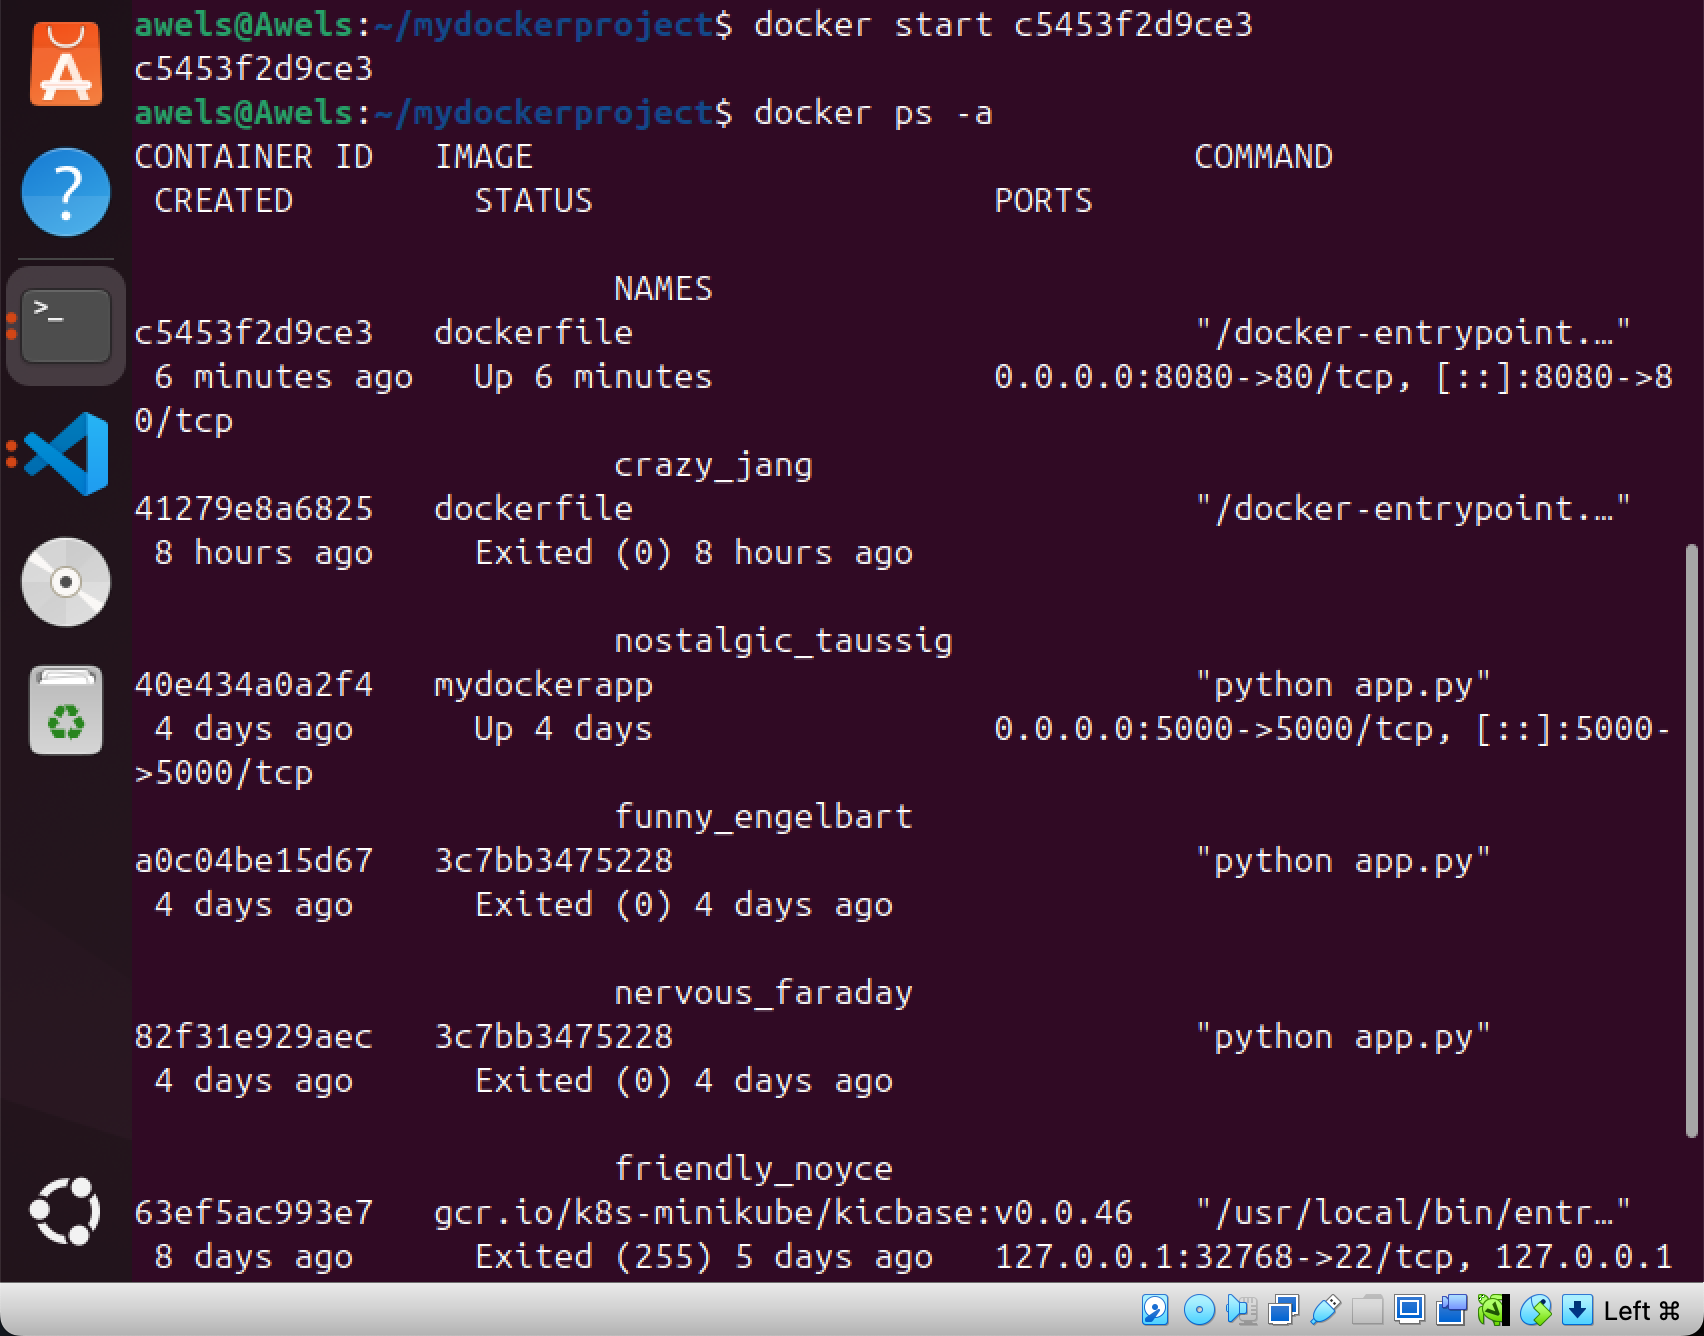 awels@Awels:~/mydockerproject$ docker start c5453f2d9ce3
c5453f2d9ce3
awels@Awels:~/mydockerproject$ docker ps -a
CONTAINER ID   IMAGE                                 COMMAND
 CREATED         STATUS                    PORTS
                        NAMES
c5453f2d9ce3   dockerfile                            "/docker-entrypoint.…"
 6 minutes ago   Up 6 minutes              0.0.0.0:8080->80/tcp, [::]:8080->8
0/tcp
                        crazy_jang
41279e8a6825   dockerfile                            "/docker-entrypoint.…"
 8 hours ago     Exited (0) 8 hours ago
                        nostalgic_taussig
40e434a0a2f4   mydockerapp                           "python app.py"
 4 days ago      Up 4 days                 0.0.0.0:5000->5000/tcp, [::]:5000-
>5000/tcp
                        funny_engelbart
a0c04be15d67   3c7bb3475228                          "python app.py"
 4 days ago      Exited (0) 4 days ago
                        nervous_faraday
82f31e929aec   3c7bb3475228                          "python app.py"
 4 days ago      Exited (0) 4 days ago
                        friendly_noyce
63ef5ac993e7   gcr.io/k8s-minikube/kicbase:v0.0.46   "/usr/local/bin/entr…"
 8 days ago      Exited (255) 5 days ago   127.0.0.1:32768->22/tcp, 127.0.0.1
Left ⌘